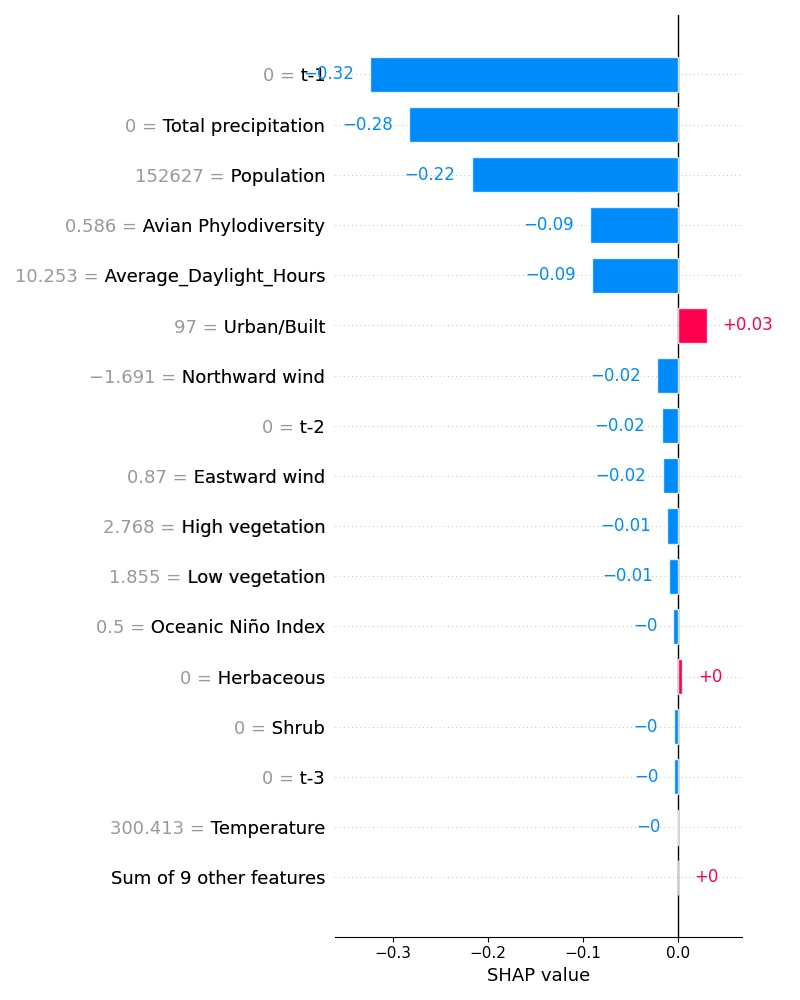 0 = t-1 −0.32
0 = Total precipitation −0.28
152627 = Population −0.22
0.586 = Avian Phylodiversity −0.09
10.253 = Average_Daylight_Hours −0.09
97 = Urban/Built +0.03
−1.691 = Northward wind −0.02
0 = t-2 −0.02
0.87 = Eastward wind −0.02
2.768 = High vegetation −0.01
1.855 = Low vegetation −0.01
0.5 = Oceanic Niño Index −0
0 = Herbaceous +0
0 = Shrub −0
0 = t-3 −0
300.413 = Temperature −0
Sum of 9 other features +0
−0.3 −0.2 −0.1 0.0
SHAP value